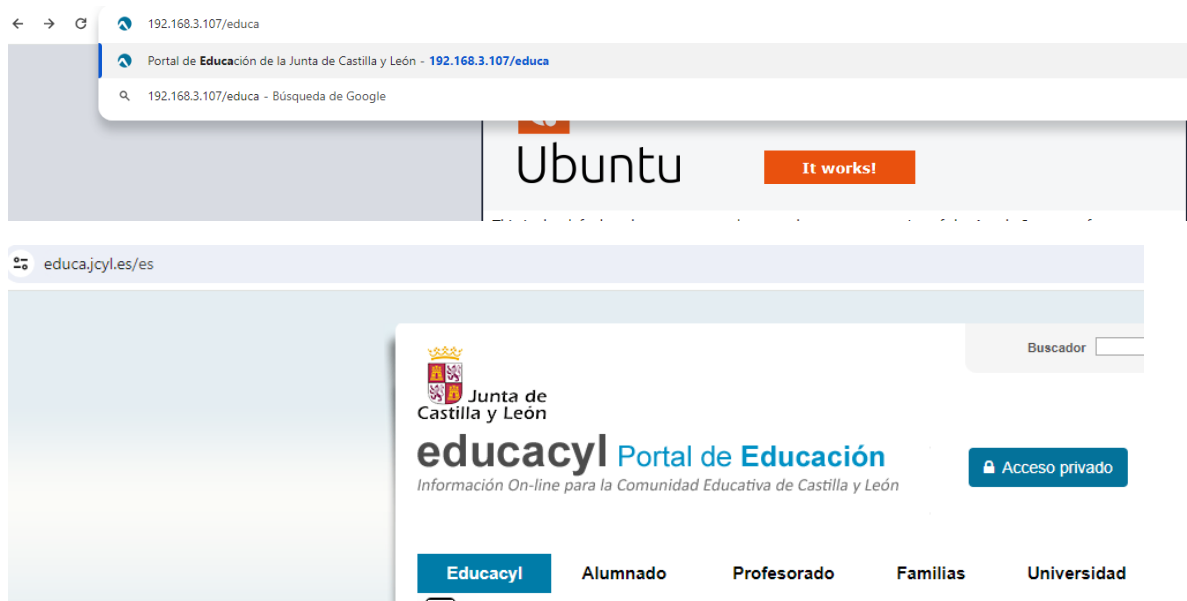 192.168.3.107/educa
Portal de Educación de la Junta de Castilla y León - 192.168.3.107/educa
192.168.3.107/educa - Búsqueda de Google
Ubuntu
It works!
educa.jcyl.es/es
Buscador
Junta de
Castilla y León
educacyl Portal de Educación
Información On-line para la Comunidad Educativa de Castilla y León
Acceso privado
Educacyl Alumnado Profesorado Familias Universidad